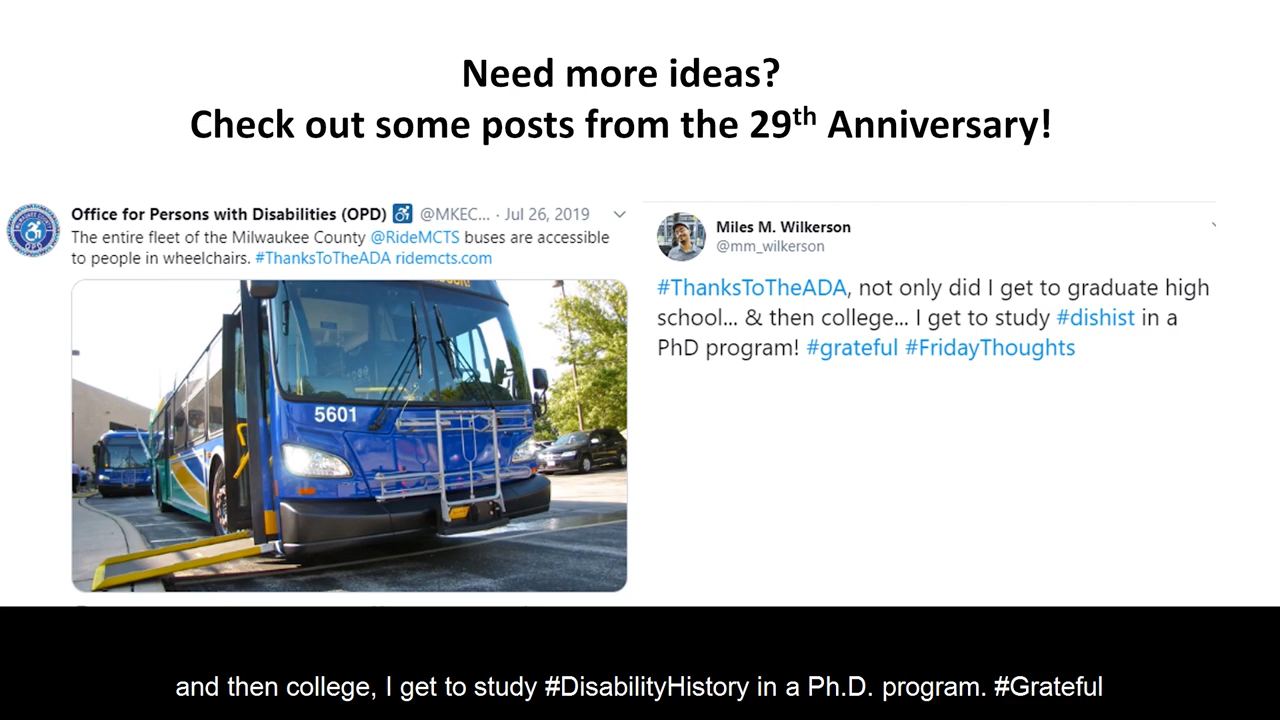 Need more ideas?
Check out some posts from the 29th Anniversary!
Office for Persons with Disabilities (OPD) @MKEC... · Jul 26, 2019
The entire fleet of the Milwaukee County @RideMCTS buses are accessible
to people in wheelchairs. #ThanksToTheADA ridemcts.com
5601
Miles M. Wilkerson
@mm_wilkerson
#ThanksToTheADA, not only did I get to graduate high
school... & then college... I get to study #dishist in a
PhD program! #grateful #FridayThoughts
and then college, I get to study #DisabilityHistory in a Ph.D. program. #Grateful